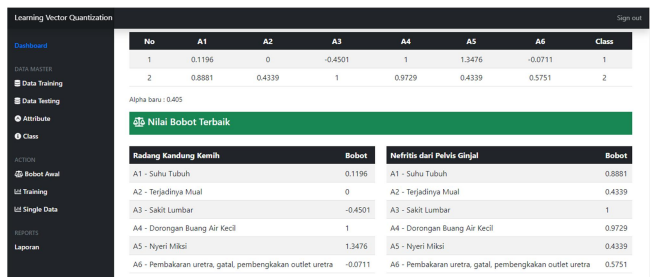 Learning Vector Quantization
Sign out
Dashboard
DATA MASTER
Data Training
Data Testing
Attribute
Class
ACTION
Bobot Awal
Training
Single Data
REPORTS
Laporan
No A1 A2 A3 A4 A5 A6 Class
1 0.1196 0 -0.4501 1 1.3476 -0.0711 1
2 0.8881 0.4339 1 0.9729 0.4339 0.5751 2
Alpha baru : 0.405
Nilai Bobot Terbaik
Radang Kandung Kemih Bobot
A1 - Suhu Tubuh 0.1196
A2 - Terjadinya Mual 0
A3 - Sakit Lumbar -0.4501
A4 - Dorongan Buang Air Kecil 1
A5 - Nyeri Miksi 1.3476
A6 - Pembakaran uretra, gatal, pembengkakan outlet uretra -0.0711
Nefritis dari Pelvis Ginjal Bobot
A1 - Suhu Tubuh 0.8881
A2 - Terjadinya Mual 0.4339
A3 - Sakit Lumbar 1
A4 - Dorongan Buang Air Kecil 0.9729
A5 - Nyeri Miksi 0.4339
A6 - Pembakaran uretra, gatal, pembengkakan outlet uretra 0.5751